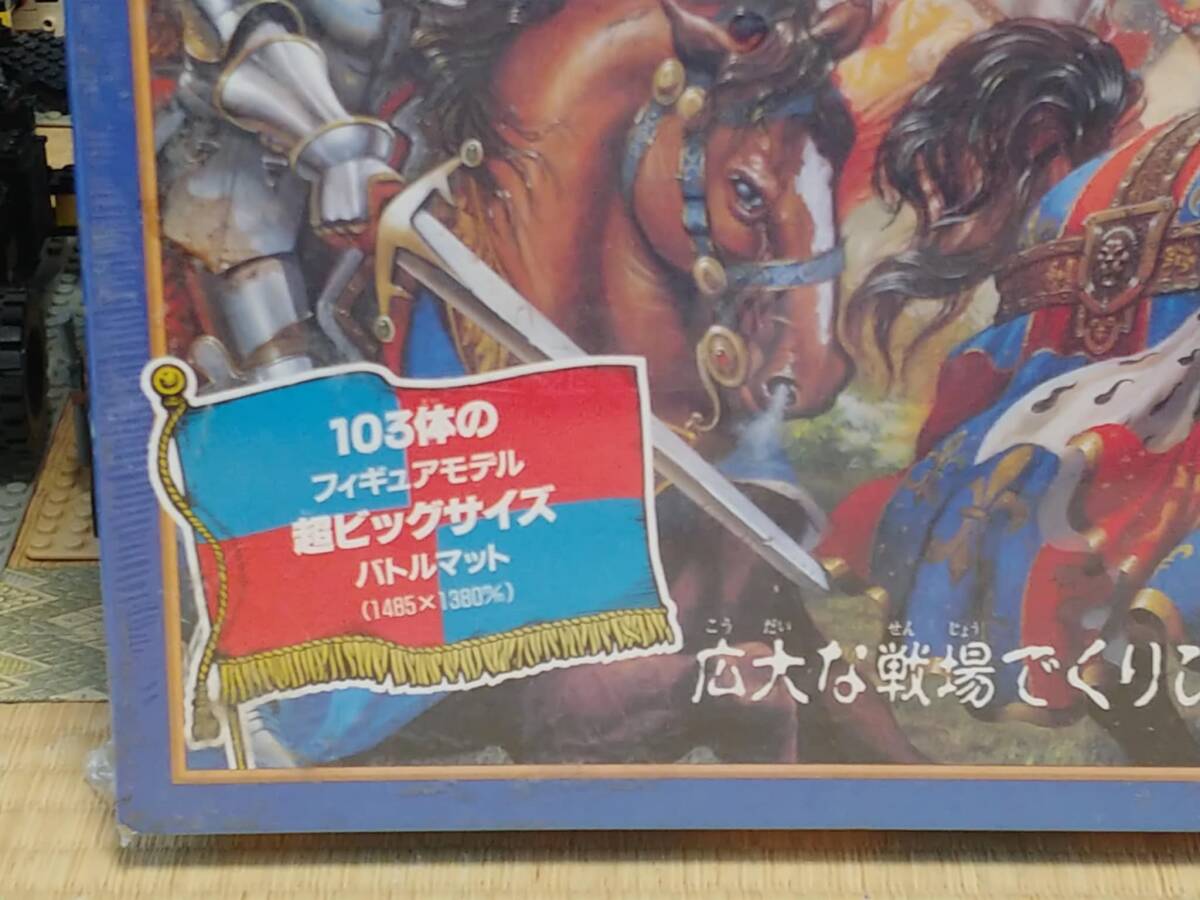 103体の
フィギュアモデル
超ビッグサイズ
バトルマット
(1485×1380㎜)
こうだい せんじょう
広大な戦場でくりひ